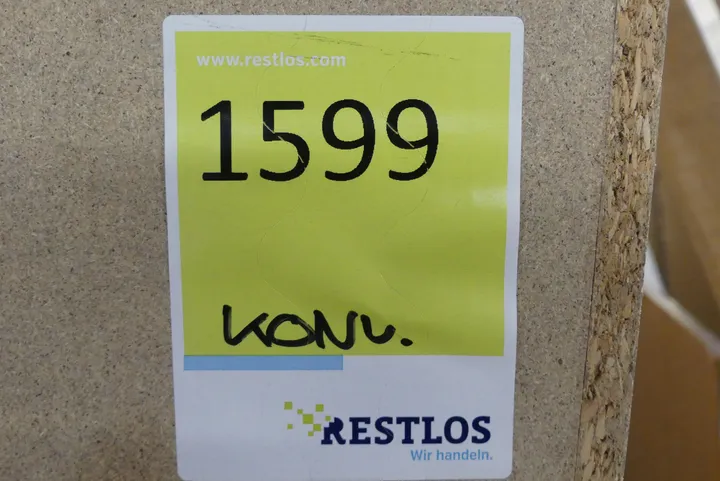 www.restlos.com
1599
KONV.
RESTLOS
Wir handeln.